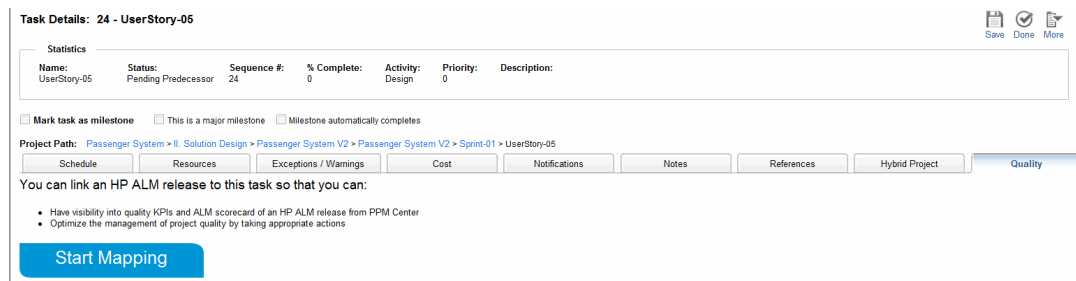 Task Details: 24 - UserStory-05
Save Done More
Statistics
Name: Status: Sequence #: % Complete: Activity: Priority: Description:
UserStory-05 Pending Predecessor 24 0 Design 0
Mark task as milestone This is a major milestone Milestone automatically completes
Project Path: Passenger System > II. Solution Design > Passenger System V2 > Passenger System V2 > Sprint-01 > UserStory-05
Schedule Resources Exceptions / Warnings Cost Notifications Notes References Hybrid Project Quality
You can link an HP ALM release to this task so that you can:
• Have visibility into quality KPIs and ALM scorecard of an HP ALM release from PPM Center
• Optimize the management of project quality by taking appropriate actions
Start Mapping